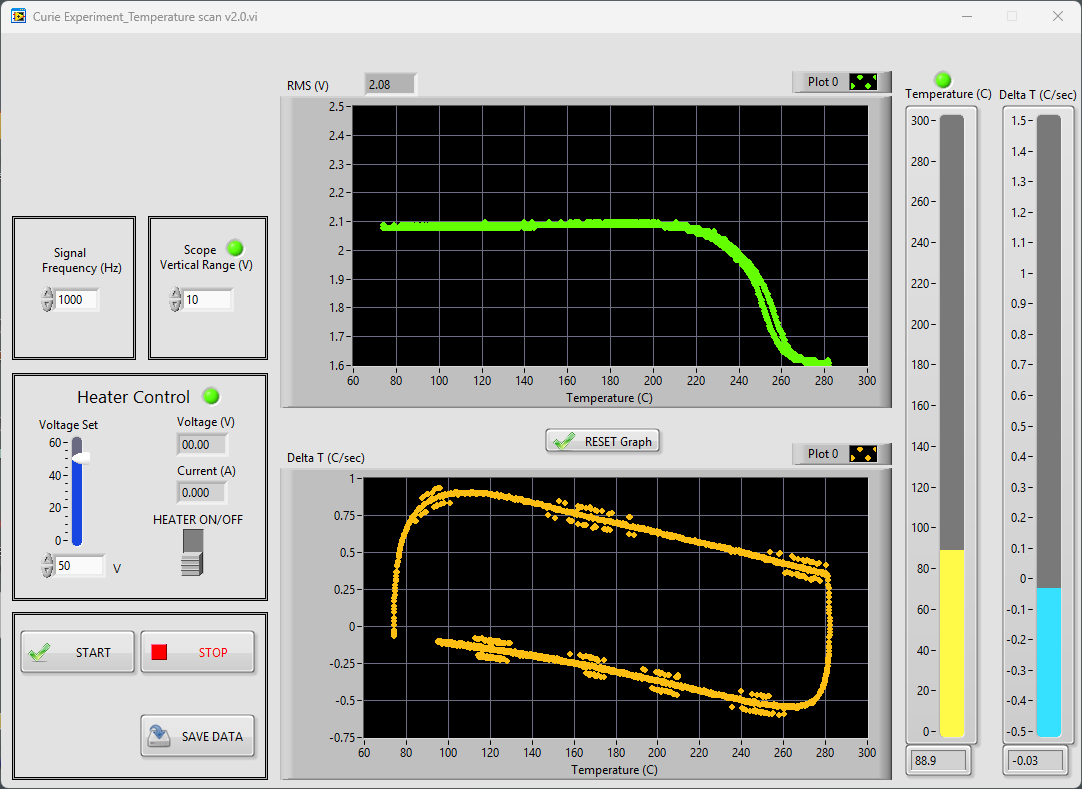 Curie Experiment_Temperature scan v2.0.vi
RMS (V)
2.08
Plot 0
2.5
2.4
2.3
2.2
2.1
2
1.9
1.8
1.7
1.6
60 80 100 120 140 160 180 200 220 240 260 280 300
Temperature (C)
Signal
Frequency (Hz)
1000
Scope
Vertical Range (V)
10
Heater Control
Voltage Set
60
40
20
0
50 V
Voltage (V)
00.00
Current (A)
0.000
HEATER ON/OFF
START
STOP
SAVE DATA
RESET Graph
Delta T (C/sec)
Plot 0
1
0.75
0.5
0.25
0
-0.25
-0.5
-0.75
60 80 100 120 140 160 180 200 220 240 260 280 300
Temperature (C)
Temperature (C)
300
280
260
240
220
200
180
160
140
120
100
80
60
40
20
0
88.9
Delta T (C/sec)
1.5
1.4
1.3
1.2
1.1
1
0.9
0.8
0.7
0.6
0.5
0.4
0.3
0.2
0.1
0
-0.1
-0.2
-0.3
-0.4
-0.5
-0.03